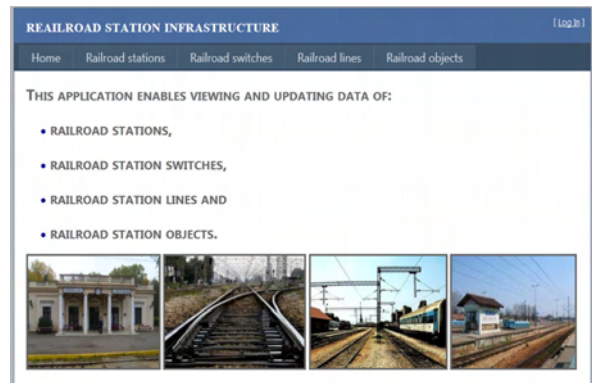 REAILROAD STATION INFRASTRUCTURE
[ Log In ]
Home Railroad stations Railroad switches Railroad lines Railroad objects
THIS APPLICATION ENABLES VIEWING AND UPDATING DATA OF:
• RAILROAD STATIONS,
• RAILROAD STATION SWITCHES,
• RAILROAD STATION LINES AND
• RAILROAD STATION OBJECTS.